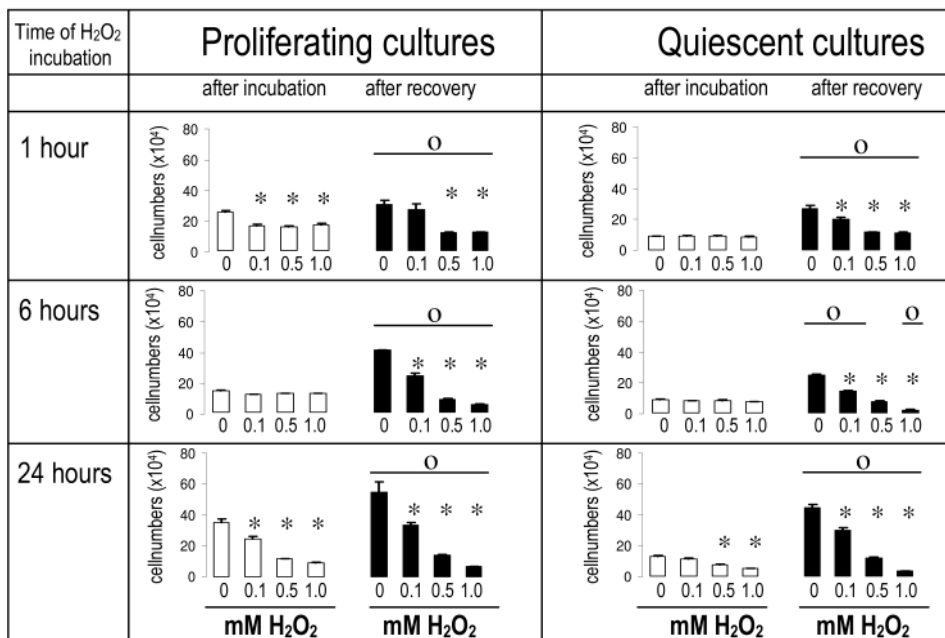 Time of H₂O₂ incubation
Proliferating cultures
Quiescent cultures
after incubation
after recovery
after incubation
after recovery
1 hour
cellnumbers (x10⁴)
80
60
40
20
0
* * *
0 0.1 0.5 1.0
o
* *
0 0.1 0.5 1.0
cellnumbers (x10⁴)
80
60
40
20
0
0 0.1 0.5 1.0
o
* * *
0 0.1 0.5 1.0
6 hours
cellnumbers (x10⁴)
80
60
40
20
0
0 0.1 0.5 1.0
o
* * *
0 0.1 0.5 1.0
cellnumbers (x10⁴)
80
60
40
20
0
0 0.1 0.5 1.0
o o
* * *
0 0.1 0.5 1.0
24 hours
cellnumbers (x10⁴)
80
60
40
20
0
* * *
0 0.1 0.5 1.0
mM H₂O₂
o
* * *
0 0.1 0.5 1.0
mM H₂O₂
cellnumbers (x10⁴)
80
60
40
20
0
* *
0 0.1 0.5 1.0
mM H₂O₂
o
* * *
0 0.1 0.5 1.0
mM H₂O₂